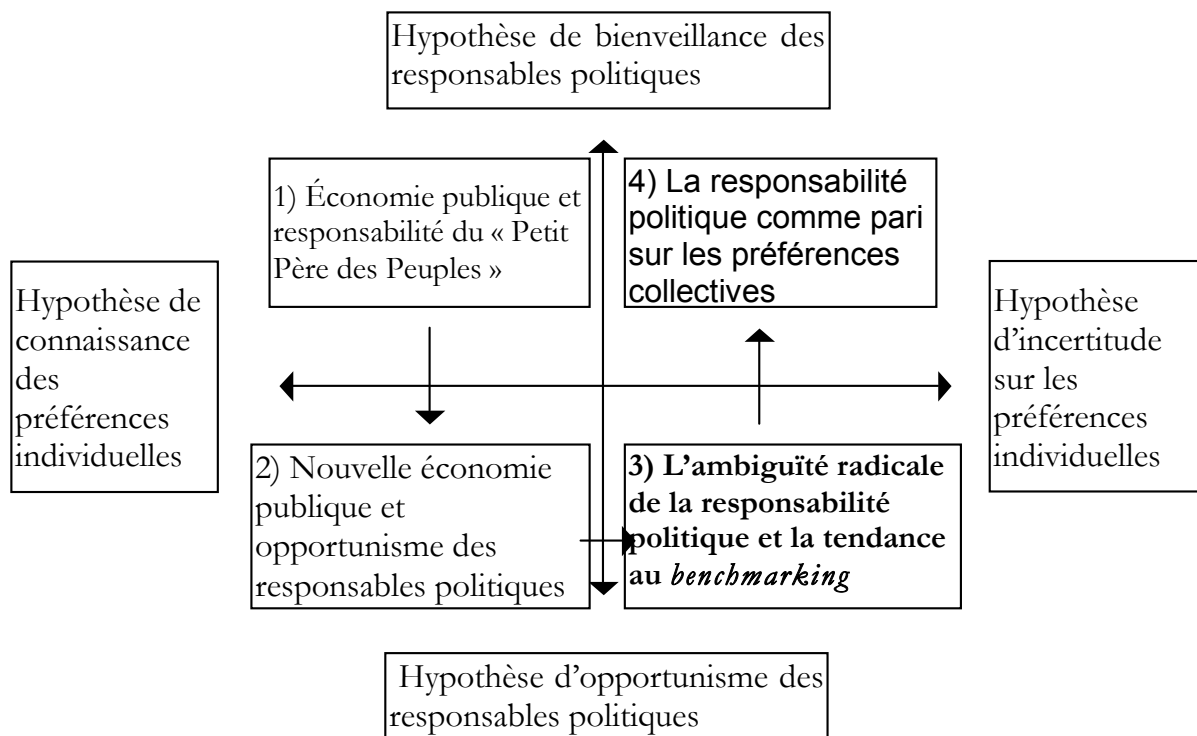 Hypothèse de bienveillance des
responsables politiques
1) Économie publique et
responsabilité du « Petit
Père des Peuples »
4) La responsabilité
politique comme pari
sur les préférences
collectives
Hypothèse de
connaissance
des
préférences
individuelles
Hypothèse
d'incertitude
sur les
préférences
individuelles
2) Nouvelle économie
publique et
opportunisme des
responsables politiques
3) L'ambiguïté radicale
de la responsabilité
politique et la tendance
au benchmarking
Hypothèse d'opportunisme des
responsables politiques